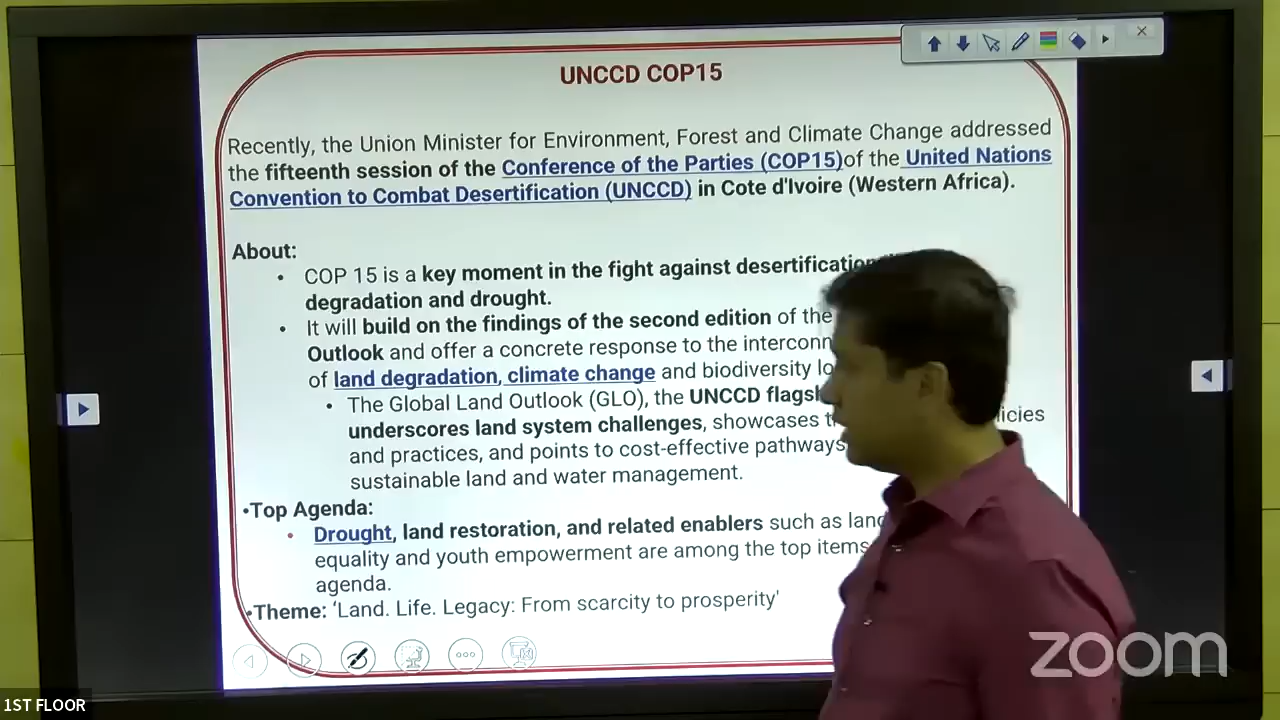 UNCCD COP15
Recently, the Union Minister for Environment, Forest and Climate Change addressed
the fifteenth session of the Conference of the Parties (COP15)of the United Nations
Convention to Combat Desertification (UNCCD) in Cote d'Ivoire (Western Africa).
About:
• COP 15 is a key moment in the fight against desertification
degradation and drought.
• It will build on the findings of the second edition of the
Outlook and offer a concrete response to the
of land degradation, climate change and biodiversity
• The Global Land Outlook (GLO), the UNCCD
underscores land system challenges, showcases
and practices, and points to cost-effective pathways
sustainable land and water management.
•Top Agenda:
• Drought, land restoration, and related enablers such as land
equality and youth empowerment are among the top items
agenda.
•Theme: ‘Land. Life. Legacy: From scarcity to prosperity'
zoom
1ST FLOOR